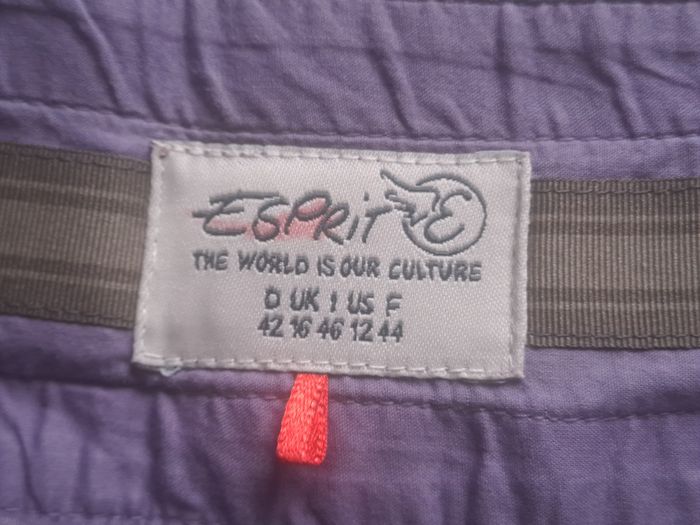 ESPRIT E
THE WORLD IS OUR CULTURE
D UK I US F
42 16 46 12 44